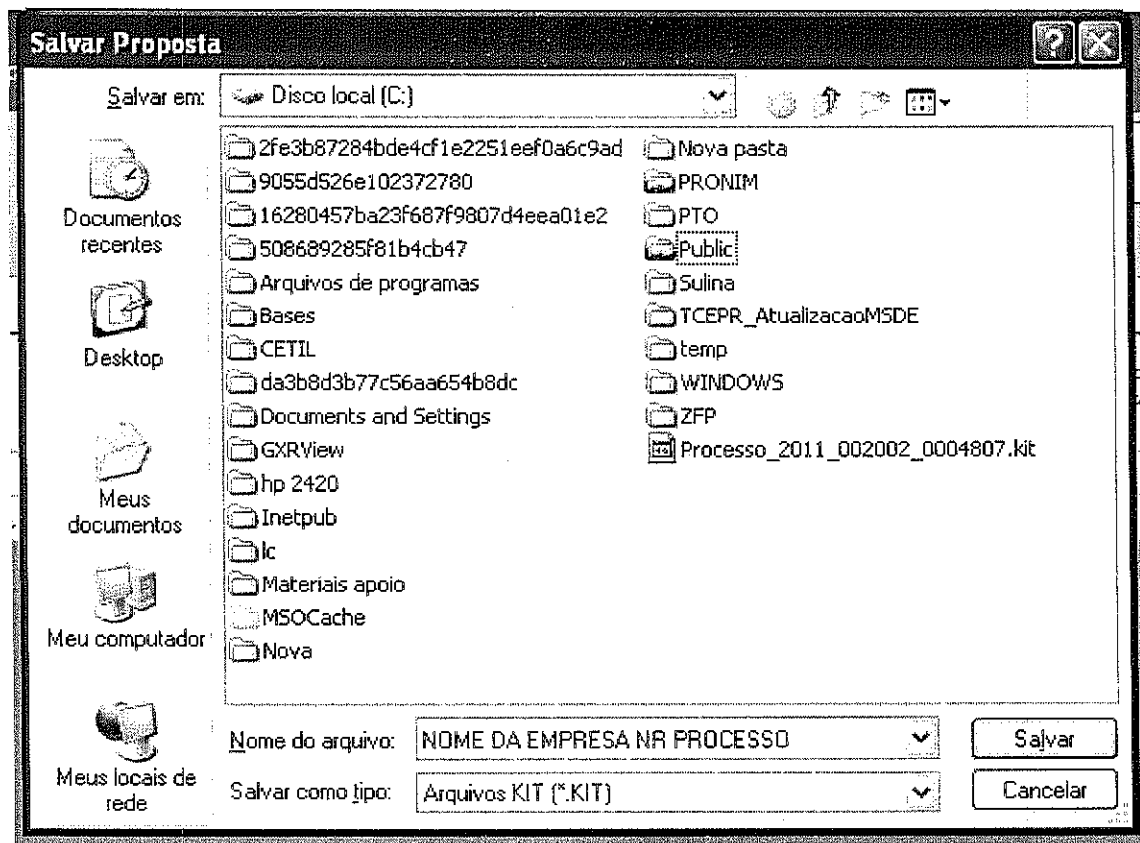 Salvar Proposta
Salvar em:
Disco local (C:)
Documentos
recentes
Desktop
Meus
documentos
Meu computador
Meus locais de
rede
2fe3b87284bde4cf1e2251eef0a6c9ad
9055d526e102372780
16280457ba23f687f9807d4eea01e2
508689285f81b4cb47
Arquivos de programas
Bases
CETIL
da3b8d3b77c56aa654b8dc
Documents and Settings
GXRView
hp 2420
Inetpub
lc
Materiais apoio
MSOCache
Nova
Nova pasta
PRONIM
PTO
Public
Sulina
TCEPR_AtualizacaoMSDE
temp
WINDOWS
ZFP
Processo_2011_002002_0004807.kit
Nome do arquivo:
NOME DA EMPRESA NR PROCESSO
Salvar
Salvar como tipo:
Arquivos KIT (*.KIT)
Cancelar